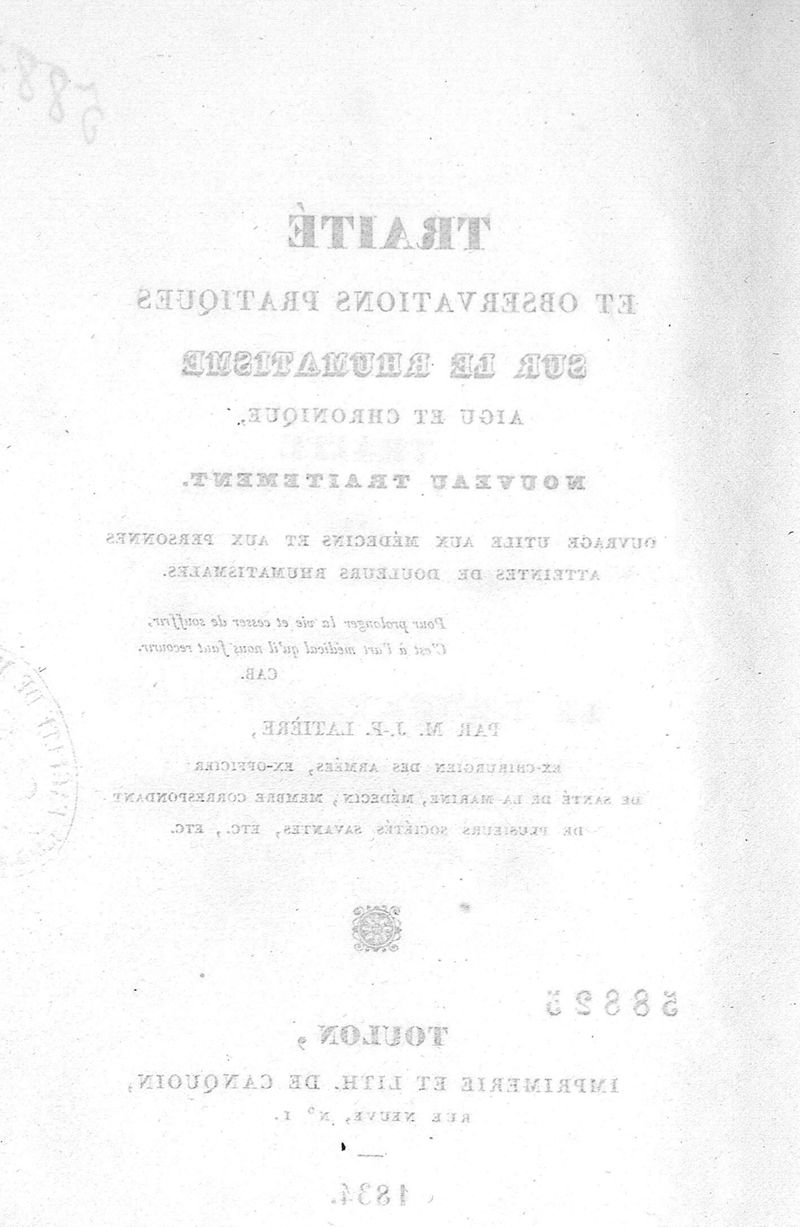 TRAITÉ
ET OBSERVATIONS PRATIQUES
SUR LE RHUMATISME
AIGU ET CHRONIQUE,
NOUVEAU TRAITEMENT.
OUVRAGE UTILE AUX MÉDECINS ET AUX PERSONNES
ATTEINTES DE DOULEURS RHUMATISMALES.
Pour prolonger la vie et cesser de souffrir,
C'est à l'art médical qu'il nous faut recourir.
CAB.
PAR M. J.-F. LATIÈRE,
EX-CHIRURGIEN DES ARMÉES, EX-OFFICIER
DE SANTÉ DE LA MARINE, MÉDECIN, MEMBRE CORRESPONDANT
DE PLUSIEURS SOCIÉTÉS SAVANTES, ETC., ETC.
58825
TOULON,
IMPRIMERIE ET LITH. DE CANQUOIN,
RUE NEUVE, N° 1.
1834.